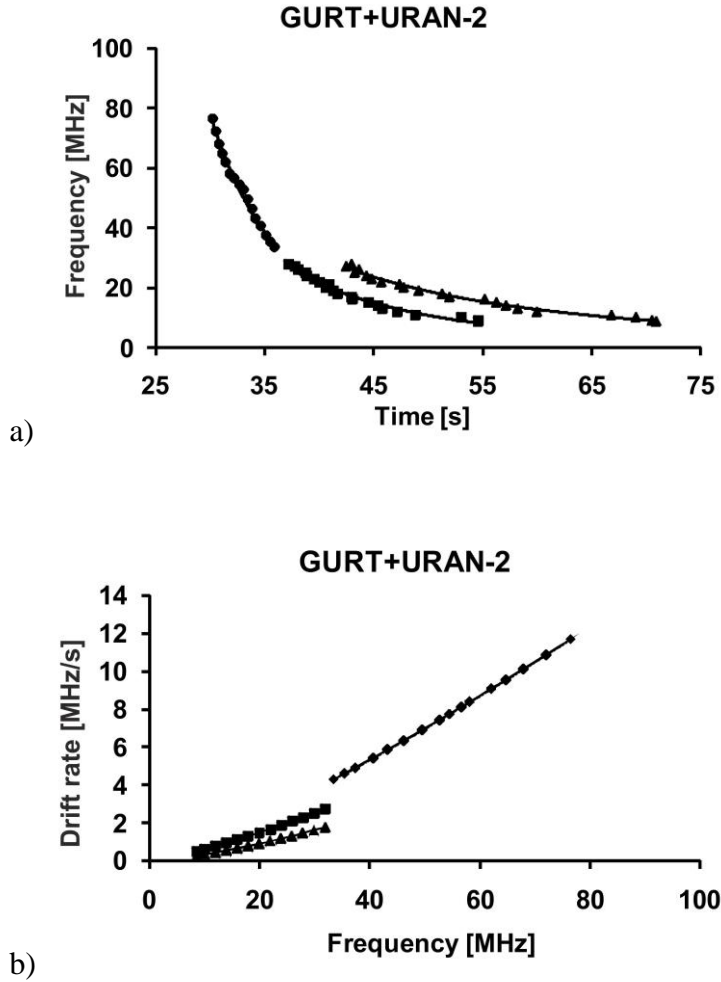 GURT+URAN-2
100
80
60
40
20
0
Frequency [MHz]
25 35 45 55 65 75
Time [s]
a)
GURT+URAN-2
14
12
10
8
6
4
2
0
Drift rate [MHz/s]
0 20 40 60 80 100
Frequency [MHz]
b)